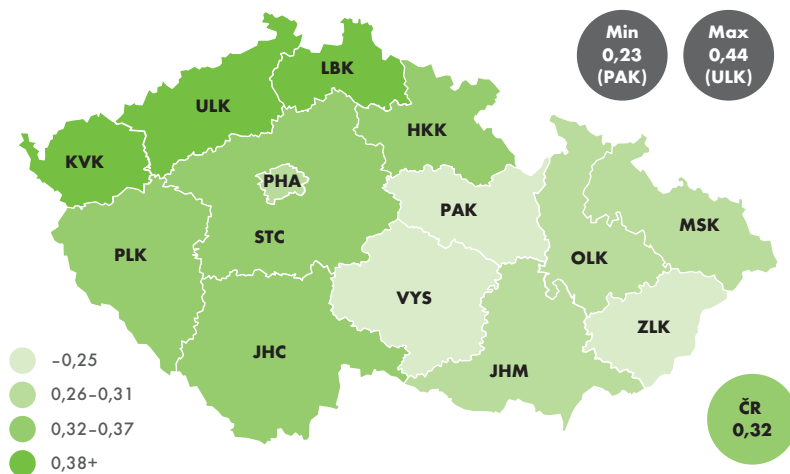 Min
0,23
(PAK)
Max
0,44
(ULK)
LBK
ULK
HKK
KVK
PHA
PAK
MSK
STC
PLK
OLK
VYS
ZLK
JHC
JHM
–0,25
0,26–0,31
0,32–0,37
0,38+
ČR
0,32